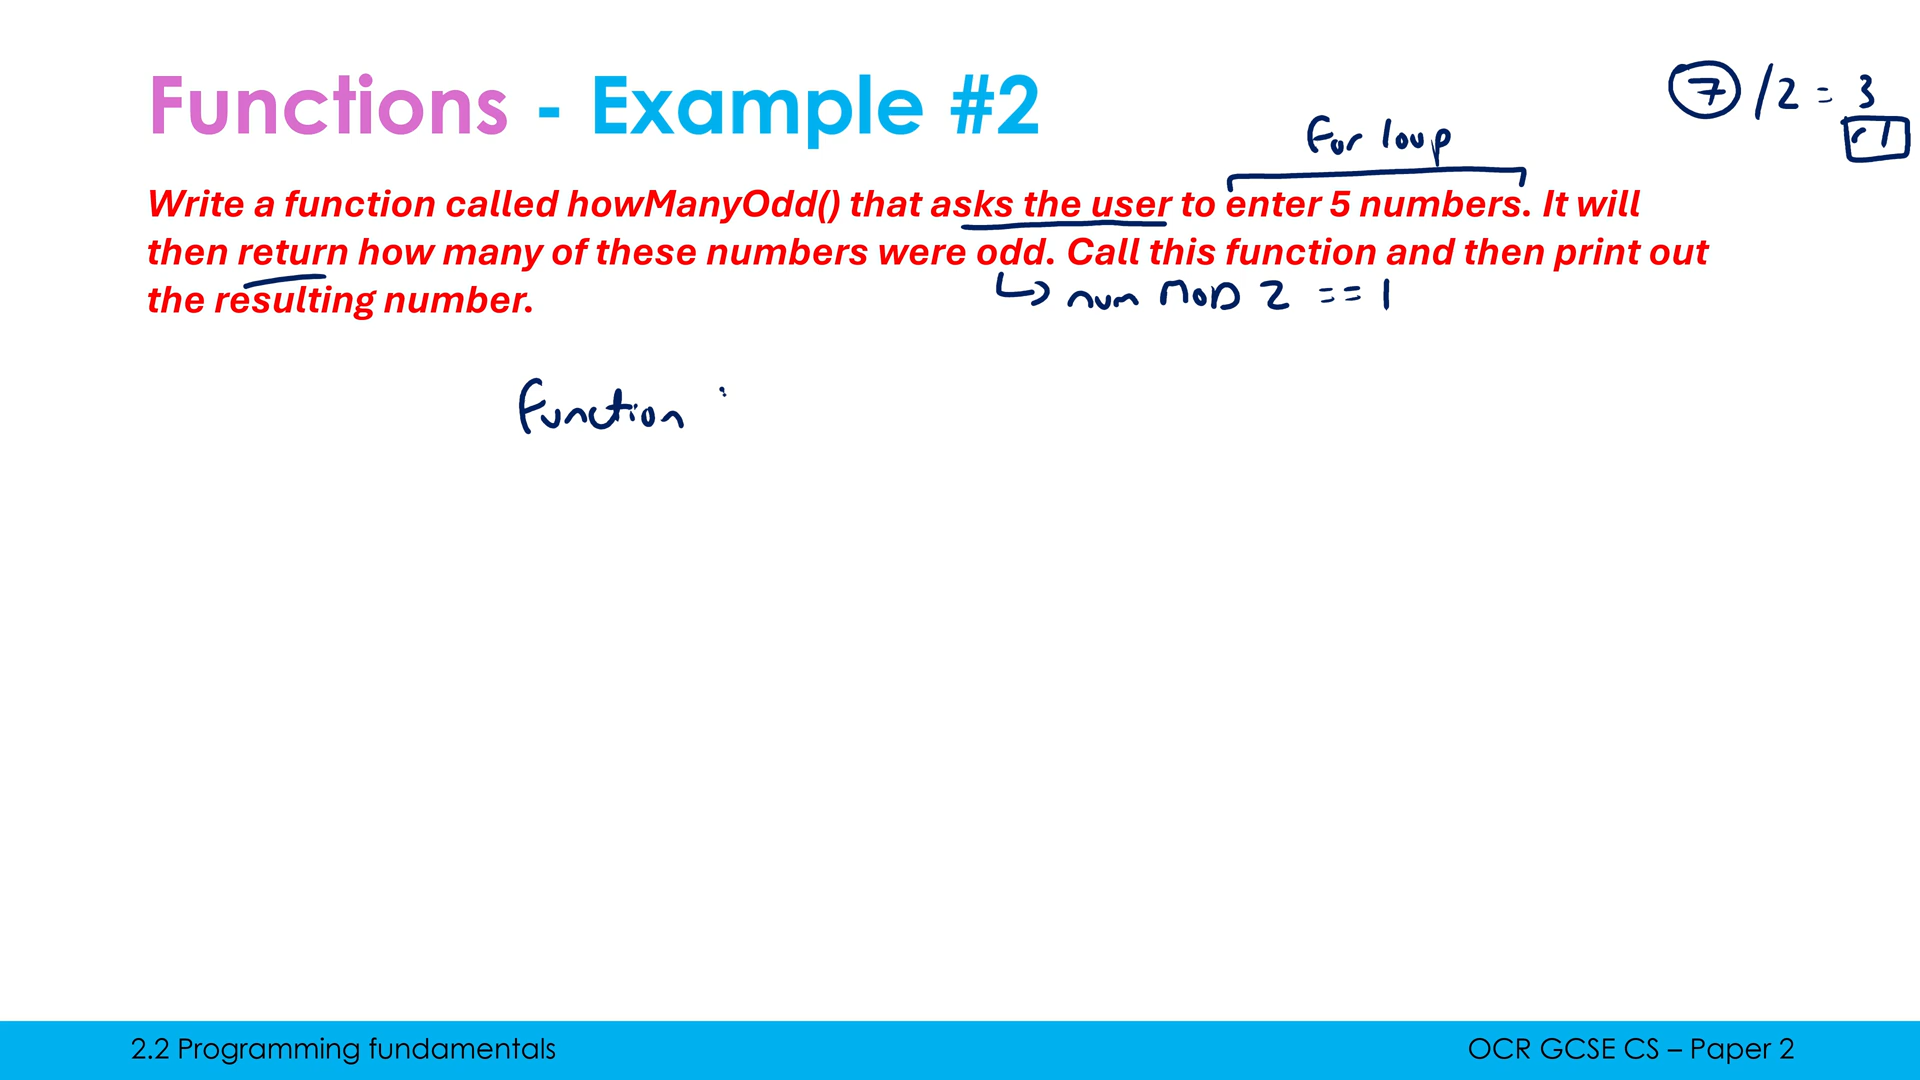 Functions - Example #2
7 / 2 = 3
r 1
For loop
Write a function called howManyOdd() that asks the user to enter 5 numbers. It will
then return how many of these numbers were odd. Call this function and then print out
the resulting number.
num MOD 2 == 1
function
2.2 Programming fundamentals
OCR GCSE CS – Paper 2